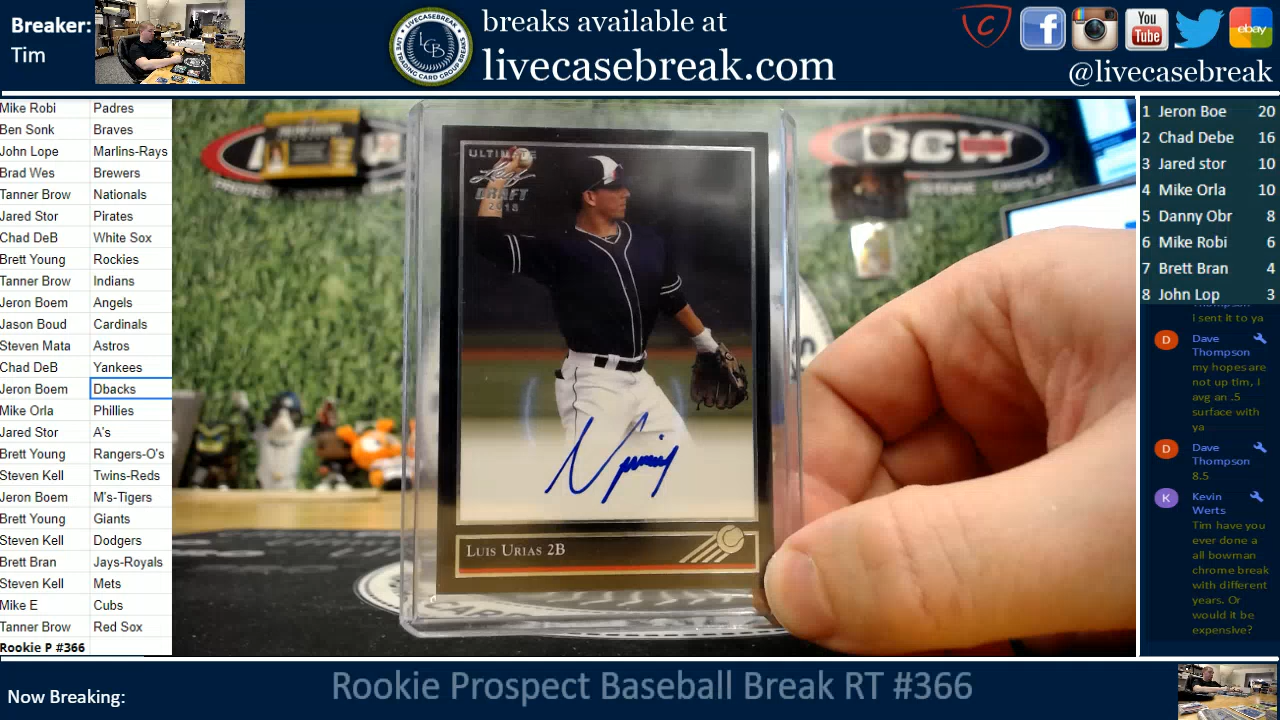 Breaker:
Tim
breaks available at
livecasebreak.com
LCB
You
Tube
ebay
@livecasebreak
Mike Robi Padres
Ben Sonk Braves
John Lope Marlins-Rays
Brad Wes Brewers
Tanner Brow Nationals
Jared Stor Pirates
Chad DeB White Sox
Brett Young Rockies
Tanner Brow Indians
Jeron Boem Angels
Jason Boud Cardinals
Steven Mata Astros
Chad DeB Yankees
Jeron Boem Dbacks
Mike Orla Phillies
Jared Stor A's
Brett Young Rangers-O's
Steven Kell Twins-Reds
Jeron Boem M's-Tigers
Brett Young Giants
Steven Kell Dodgers
Brett Bran Jays-Royals
Steven Kell Mets
Mike E Cubs
Tanner Brow Red Sox
Rookie P #366
ULTIMATE
Leaf
DRAFT
2018
LUIS URIAS 2B
BCW
1 Jeron Boe 20
2 Chad Debe 16
3 Jared stor 10
4 Mike Orla 10
5 Danny Obr 8
6 Mike Robi 6
7 Brett Bran 4
8 John Lop 3
Thompson
i sent it to ya
D Dave
Thompson
my hopes are
not up tim, i
avg an .5
surface with
ya
D Dave
Thompson
8.5
K Kevin
Werts
Tim have you
ever done a
all bowman
chrome break
with different
years. Or
would it be
expensive?
Now Breaking:
Rookie Prospect Baseball Break RT #366